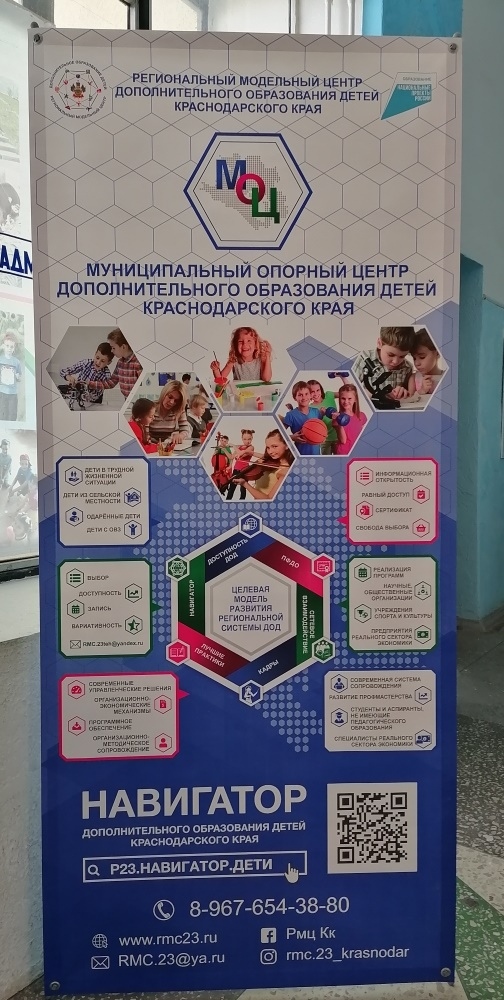 РЕГИОНАЛЬНЫЙ МОДЕЛЬНЫЙ ЦЕНТР
ДОПОЛНИТЕЛЬНОГО ОБРАЗОВАНИЯ ДЕТЕЙ
КРАСНОДАРСКОГО КРАЯ
ОБРАЗОВАНИЕ
НАЦИОНАЛЬНЫЕ
ПРОЕКТЫ
РОССИИ
МОЦ
АДМ
МУНИЦИПАЛЬНЫЙ ОПОРНЫЙ ЦЕНТР
ДОПОЛНИТЕЛЬНОГО ОБРАЗОВАНИЯ ДЕТЕЙ
КРАСНОДАРСКОГО КРАЯ
ДЕТИ В ТРУДНОЙ
ЖИЗНЕННОЙ
СИТУАЦИИ
ДЕТИ ИЗ СЕЛЬСКОЙ
МЕСТНОСТИ
ОДАРЁННЫЕ ДЕТИ
ДЕТИ С ОВЗ
ИНФОРМАЦИОННАЯ
ОТКРЫТОСТЬ
РАВНЫЙ ДОСТУП
СЕРТИФИКАТ
СВОБОДА ВЫБОРА
ВЫБОР
ДОСТУПНОСТЬ
ЗАПИСЬ
ВАРИАТИВНОСТЬ
ДОСТУПНОСТЬ
ДОД
ПФДО
НАВИГАТОР
СЕТЕВОЕ
ВЗАИМОДЕЙСТВИЕ
ЛУЧШИЕ
ПРАКТИКИ
КАДРЫ
ЦЕЛЕВАЯ
МОДЕЛЬ
РАЗВИТИЯ
РЕГИОНАЛЬНОЙ
СИСТЕМЫ ДОД
РЕАЛИЗАЦИЯ
ПРОГРАММ
НАУЧНЫЕ,
ОБЩЕСТВЕННЫЕ
ОРГАНИЗАЦИИ
УЧРЕЖДЕНИЯ
СПОРТА И КУЛЬТУРЫ
ПРЕДПРИЯТИЯ
РЕАЛЬНОГО СЕКТОРА
ЭКОНОМИКИ
СОВРЕМЕННЫЕ
УПРАВЛЕНЧЕСКИЕ РЕШЕНИЯ
ОРГАНИЗАЦИОННО-
ЭКОНОМИЧЕСКИЕ
МЕХАНИЗМЫ
ПРОГРАММНОЕ
ОБЕСПЕЧЕНИЕ
ОРГАНИЗАЦИОННО-
МЕТОДИЧЕСКОЕ
СОПРОВОЖДЕНИЕ
СОВРЕМЕННАЯ СИСТЕМА
СОПРОВОЖДЕНИЯ
РАЗВИТИЕ ПРОФМАСТЕРСТВА
СТУДЕНТЫ И АСПИРАНТЫ,
НЕ ИМЕЮЩИЕ
ПЕДАГОГИЧЕСКОГО
ОБРАЗОВАНИЯ
СПЕЦИАЛИСТЫ РЕАЛЬНОГО
СЕКТОРА ЭКОНОМИКИ
НАВИГАТОР
ДОПОЛНИТЕЛЬНОГО ОБРАЗОВАНИЯ ДЕТЕЙ
КРАСНОДАРСКОГО КРАЯ
Р23.НАВИГАТОР.ДЕТИ
8-967-654-38-80
www.rmc23.ru
Рмц Кк
RMC.23@ya.ru
rmc.23_krasnodar